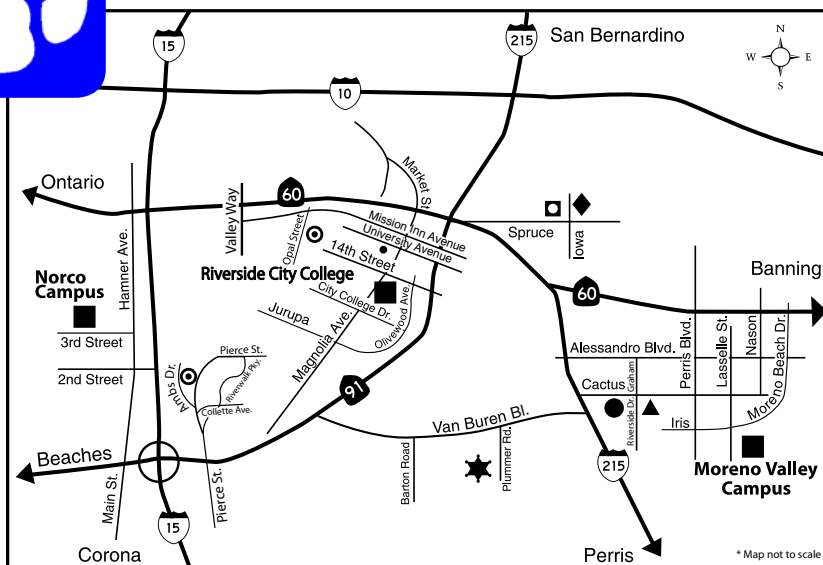 15
215
San Bernardino
N
W
E
S
10
Ontario
60
Market St.
Hamner Ave.
Valley Way
Opal Street
Mission Inn Avenue
University Avenue
14th Street
Spruce
Iowa
Riverside City College
Norco
Campus
City College Dr.
Olivewood Ave.
Banning
60
Jurupa
Magnolia Ave.
3rd Street
2nd Street
Pierce St.
Riverwalk Pky.
Ambs Dr.
Collette Ave.
Alessandro Blvd.
Perris Blvd.
Lasselle St.
Nason
Moreno Beach Dr.
Cactus
Graham
Riverside Dr.
Iris
91
Van Buren Bl.
Barton Road
Plummer Rd.
Beaches
Main St.
Pierce St.
215
Moreno Valley
Campus
15
Corona
Perris
* Map not to scale